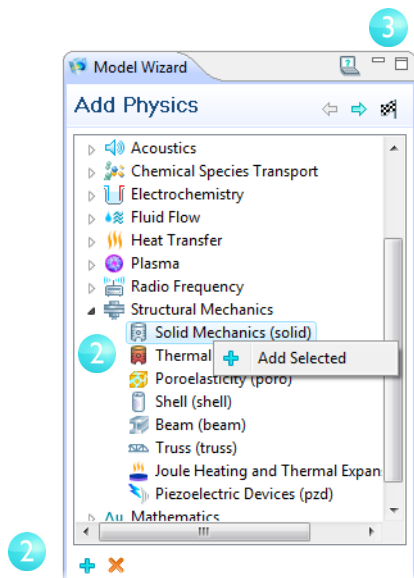 3
Model Wizard
Add Physics
Acoustics
Chemical Species Transport
Electrochemistry
Fluid Flow
Heat Transfer
Plasma
Radio Frequency
Structural Mechanics
Solid Mechanics (solid)
2 Thermal Add Selected
Poroelasticity (poro)
Shell (shell)
Beam (beam)
Truss (truss)
Joule Heating and Thermal Expan
Piezoelectric Devices (pzd)
Δu Mathematics
2